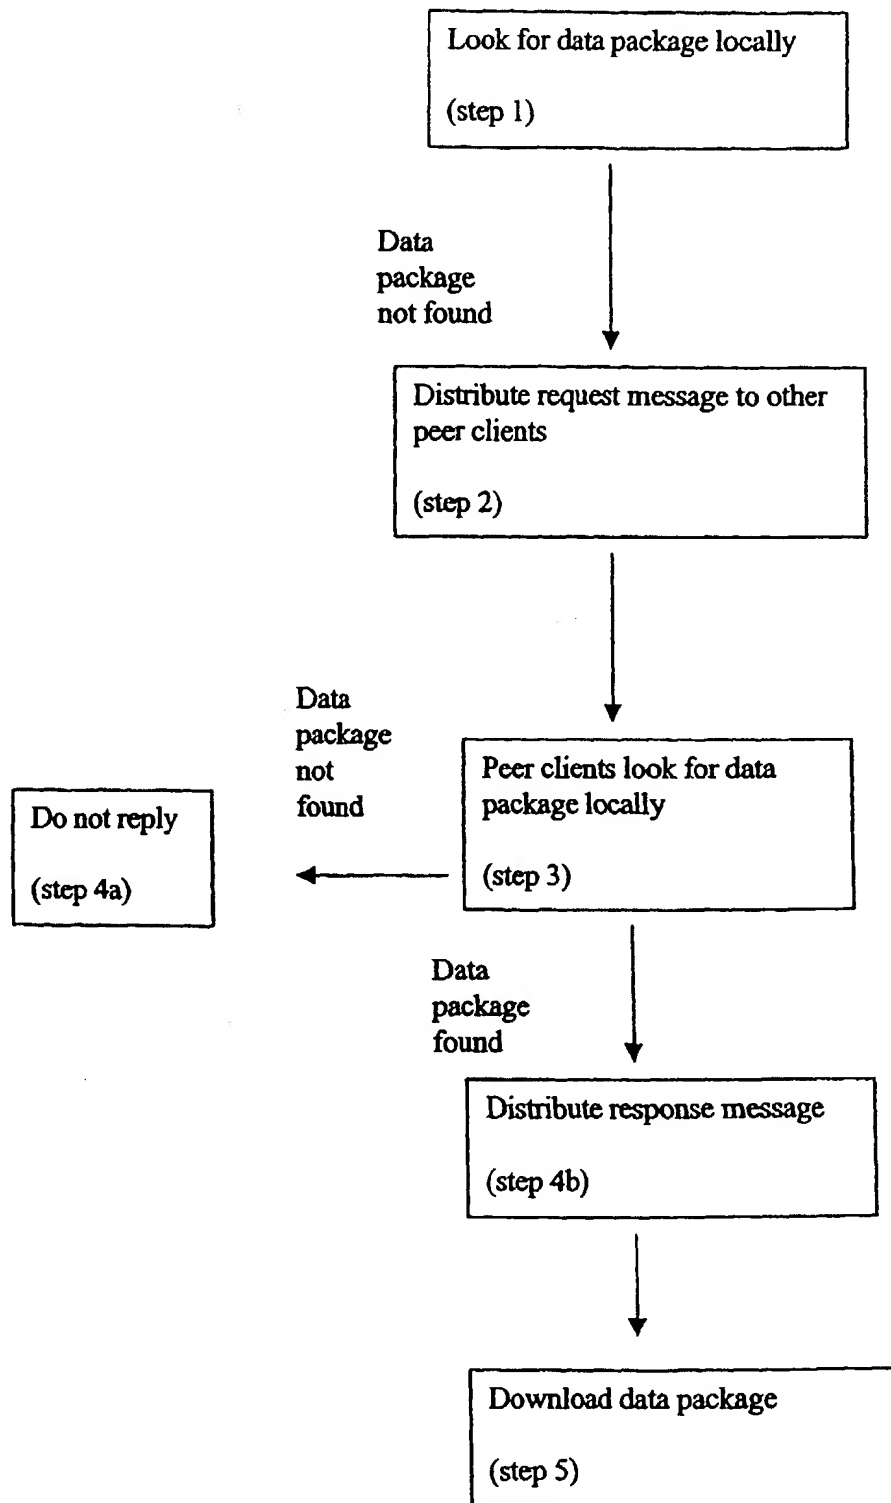 Look for data package locally
(step 1)
Data
package
not found
Distribute request message to other
peer clients
(step 2)
Data
package
not
found
Peer clients look for data
package locally
(step 3)
Do not reply
(step 4a)
Data
package
found
Distribute response message
(step 4b)
Download data package
(step 5)